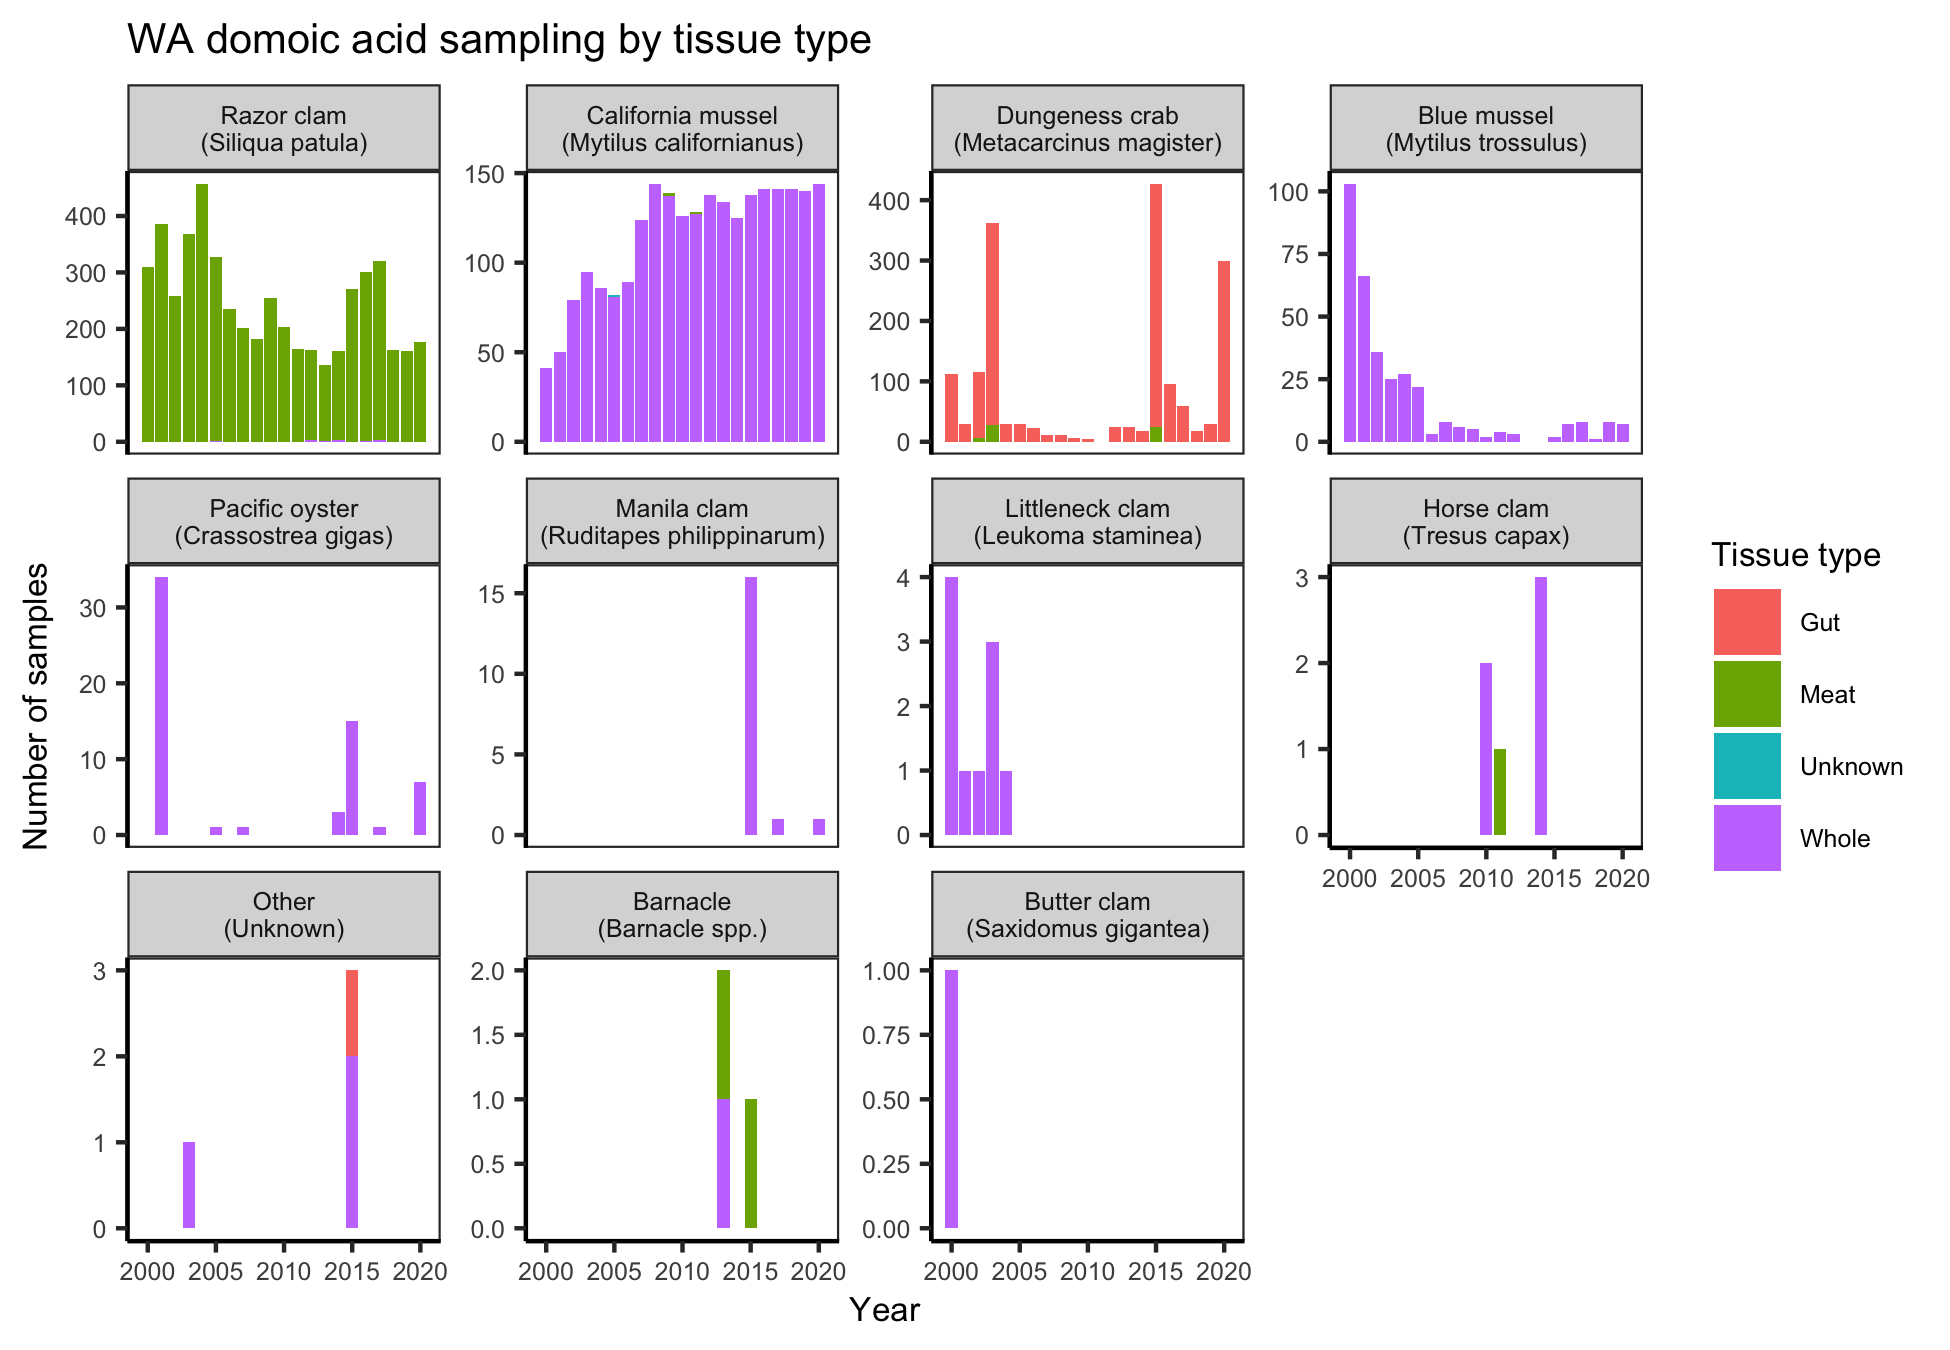 WA domoic acid sampling by tissue type
Razor clam
(Siliqua patula)
California mussel
(Mytilus californianus)
Dungeness crab
(Metacarcinus magister)
Blue mussel
(Mytilus trossulus)
400
300
200
100
0
150
100
50
0
400
300
200
100
0
100
75
50
25
0
Pacific oyster
(Crassostrea gigas)
Manila clam
(Ruditapes philippinarum)
Littleneck clam
(Leukoma staminea)
Horse clam
(Tresus capax)
30
20
10
0
15
10
5
0
4
3
2
1
0
3
2
1
0
2000 2005 2010 2015 2020
Other
(Unknown)
Barnacle
(Barnacle spp.)
Butter clam
(Saxidomus gigantea)
3
2
1
0
2.0
1.5
1.0
0.5
0.0
1.00
0.75
0.50
0.25
0.00
2000 2005 2010 2015 2020
2000 2005 2010 2015 2020
2000 2005 2010 2015 2020
Year
Number of samples
Tissue type
Gut
Meat
Unknown
Whole